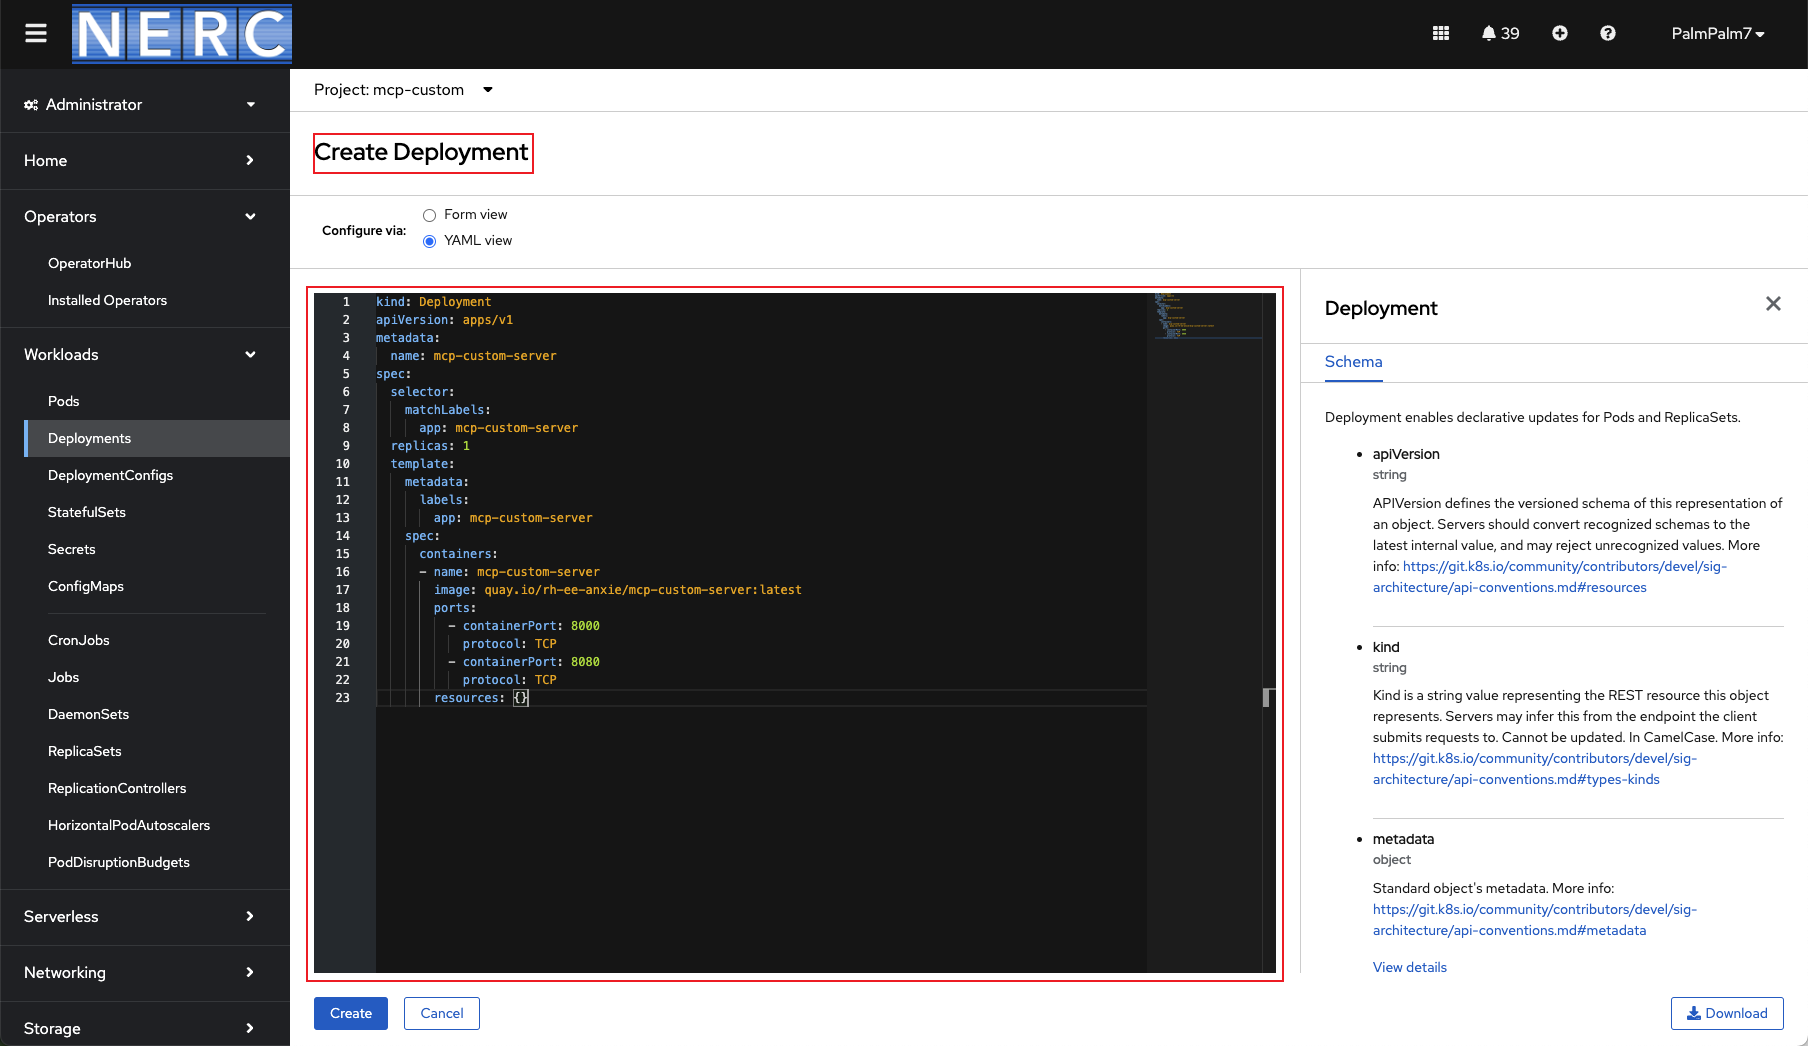 NERC
39
PalmPalm7
Administrator
Home
Operators
OperatorHub
Installed Operators
Workloads
Pods
Deployments
DeploymentConfigs
StatefulSets
Secrets
ConfigMaps
CronJobs
Jobs
DaemonSets
ReplicaSets
ReplicationControllers
HorizontalPodAutoscalers
PodDisruptionBudgets
Serverless
Networking
Storage
Project: mcp-custom
Create Deployment
Configure via:
Form view
YAML view
1 kind: Deployment
2 apiVersion: apps/v1
3 metadata:
4 name: mcp-custom-server
5 spec:
6 selector:
7 matchLabels:
8 app: mcp-custom-server
9 replicas: 1
10 template:
11 metadata:
12 labels:
13 app: mcp-custom-server
14 spec:
15 containers:
16 - name: mcp-custom-server
17 image: quay.io/rh-ee-anxie/mcp-custom-server:latest
18 ports:
19 - containerPort: 8000
20 protocol: TCP
21 - containerPort: 8080
22 protocol: TCP
23 resources: {}
Create
Cancel
Deployment
Schema
Deployment enables declarative updates for Pods and ReplicaSets.
• apiVersion
string
APIVersion defines the versioned schema of this representation of
an object. Servers should convert recognized schemas to the
latest internal value, and may reject unrecognized values. More
info: https://git.k8s.io/community/contributors/devel/sig-
architecture/api-conventions.md#resources
• kind
string
Kind is a string value representing the REST resource this object
represents. Servers may infer this from the endpoint the client
submits requests to. Cannot be updated. In CamelCase. More info:
https://git.k8s.io/community/contributors/devel/sig-
architecture/api-conventions.md#types-kinds
• metadata
object
Standard object's metadata. More info:
https://git.k8s.io/community/contributors/devel/sig-
architecture/api-conventions.md#metadata
View details
Download